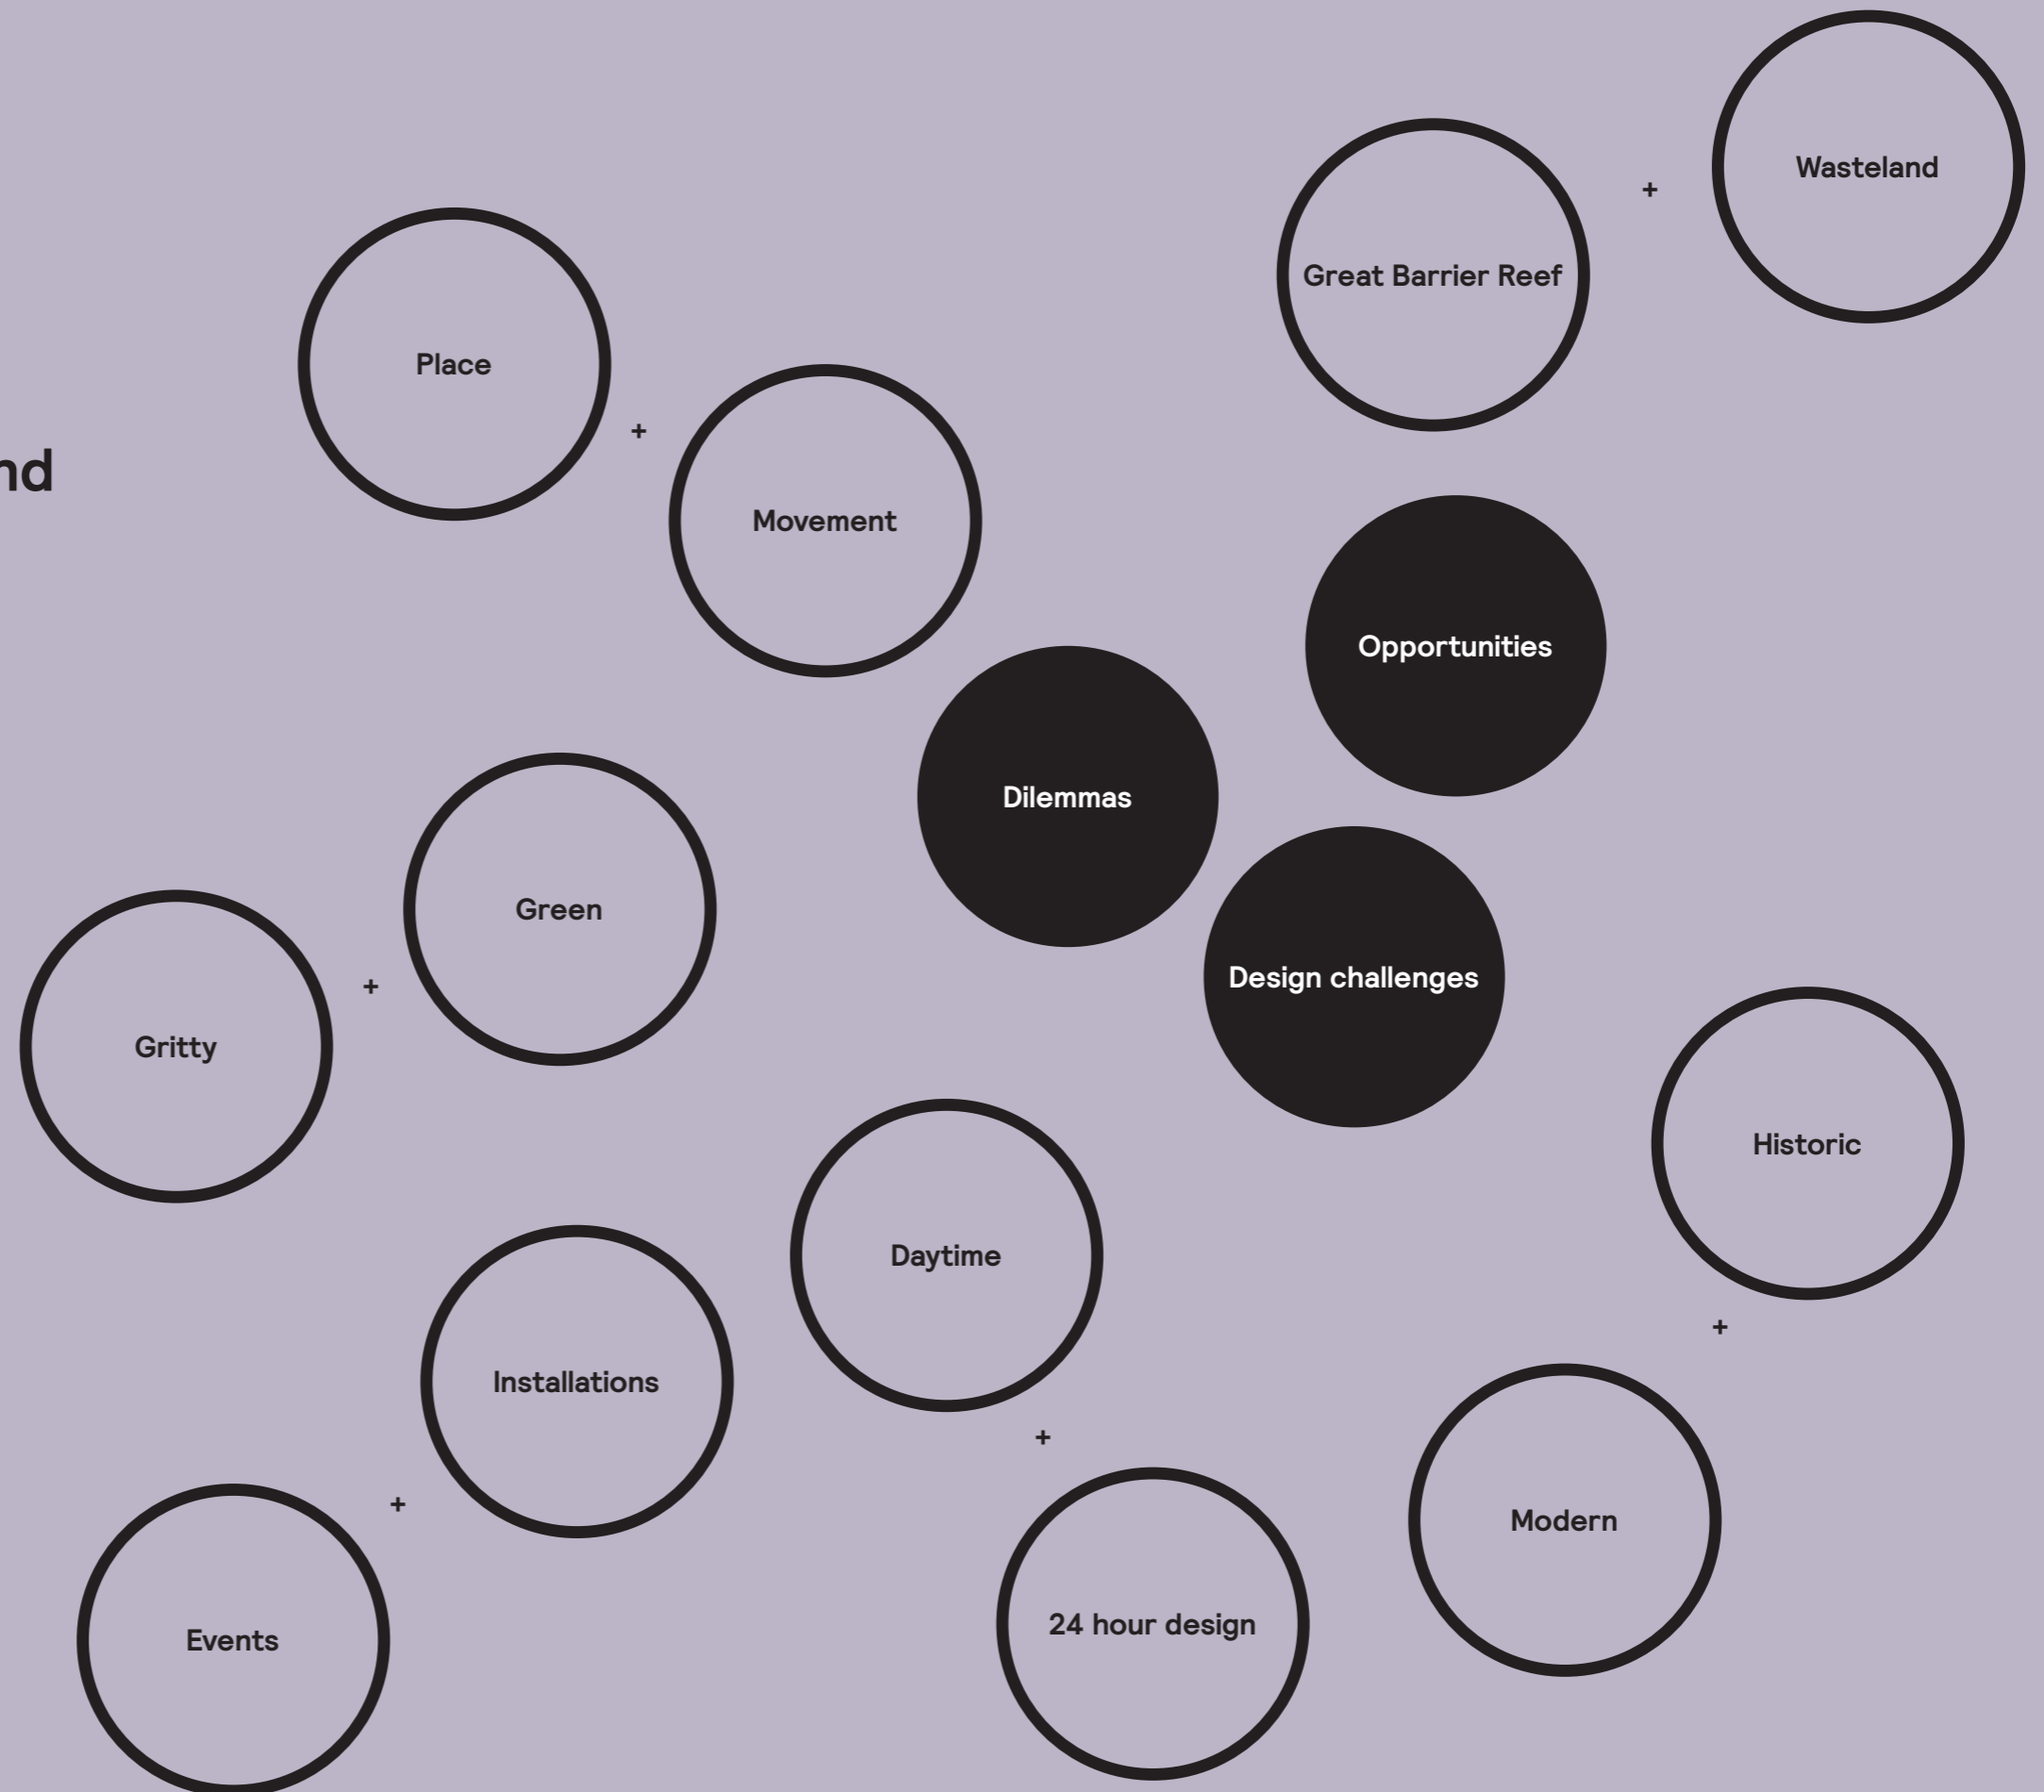 Wasteland
+
Great Barrier Reef
Place
+
Movement
Opportunities
Dilemmas
Green
Design challenges
+
Gritty
Historic
Daytime
+
Installations
+
Modern
+
24 hour design
Events